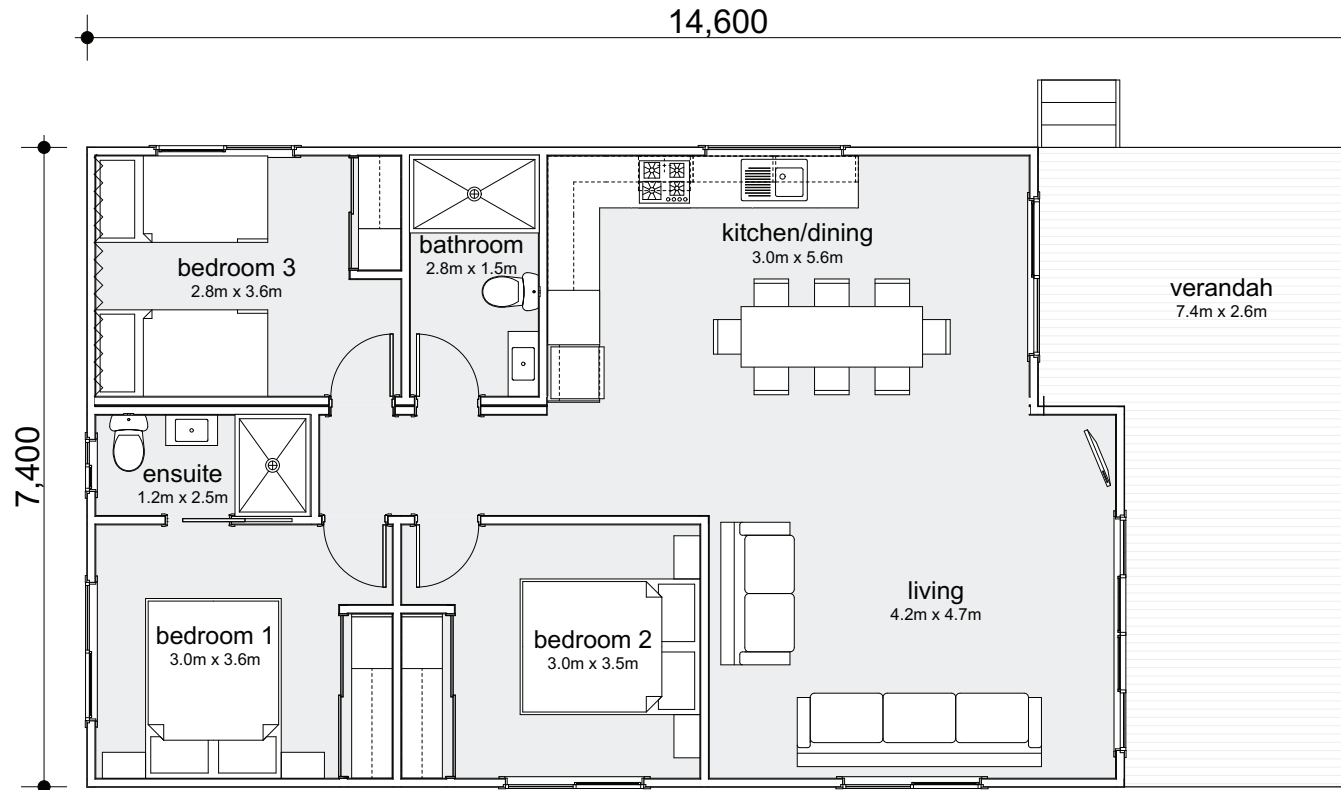 14,600
7,400
bedroom 3
2.8m x 3.6m
bathroom
2.8m x 1.5m
kitchen/dining
3.0m x 5.6m
verandah
7.4m x 2.6m
ensuite
1.2m x 2.5m
bedroom 1
3.0m x 3.6m
bedroom 2
3.0m x 3.5m
living
4.2m x 4.7m